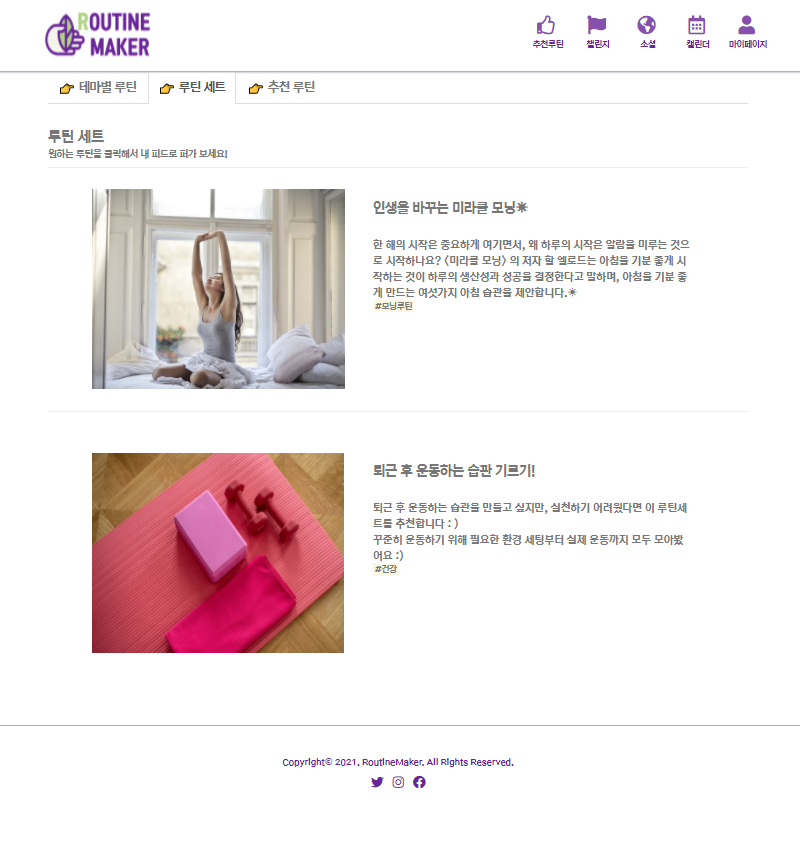 ROUTINE
MAKER
추천루틴 챌린지 소셜 캘린더 마이페이지
테마별 루틴 루틴 세트 추천 루틴
루틴 세트
원하는 루틴을 클릭해서 내 피드로 퍼가 보세요!
인생을 바꾸는 미라클 모닝☀
한 해의 시작은 중요하게 여기면서, 왜 하루의 시작은 알람을 미루는 것으
로 시작하나요? <미라클 모닝> 의 저자 할 엘로드는 아침을 기분 좋게 시
작하는 것이 하루의 생산성과 성공을 결정한다고 말하며, 아침을 기분 좋
게 만드는 여섯가지 아침 습관을 제안합니다.☀
#모닝루틴
퇴근 후 운동하는 습관 기르기!
퇴근 후 운동하는 습관을 만들고 싶지만, 실천하기 어려웠다면 이 루틴세
트를 추천합니다 : )
꾸준히 운동하기 위해 필요한 환경 세팅부터 실제 운동까지 모두 모아봤
어요 :)
#건강
Copyright© 2021. RoutineMaker. All Rights Reserved.